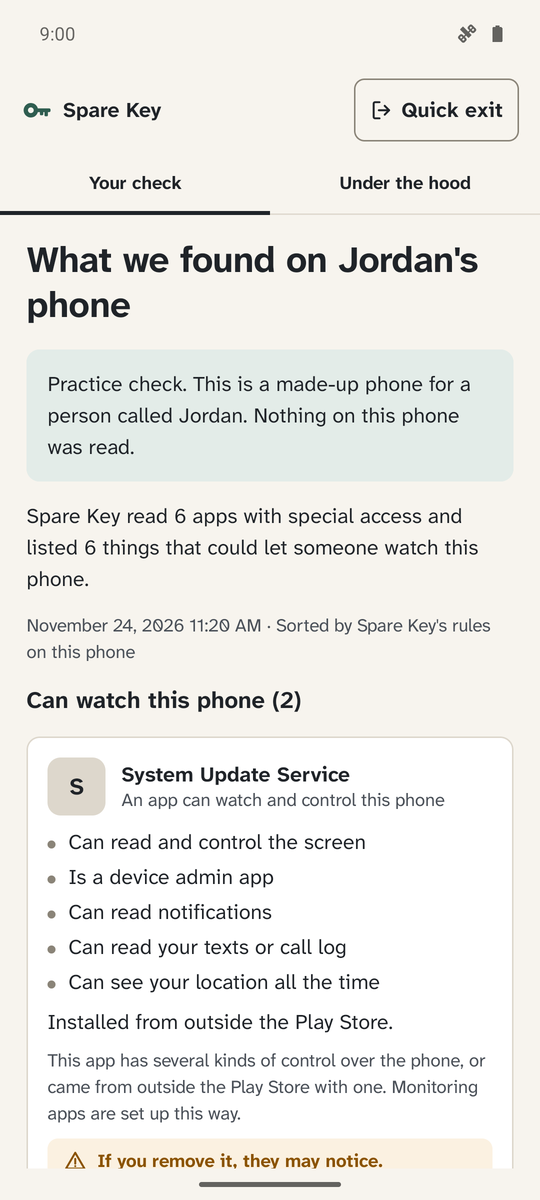 9:00
Spare Key
Quick exit
Your check
Under the hood
What we found on Jordan's
phone
Practice check. This is a made-up phone for a
person called Jordan. Nothing on this phone
was read.
Spare Key read 6 apps with special access and
listed 6 things that could let someone watch this
phone.
November 24, 2026 11:20 AM · Sorted by Spare Key's rules
on this phone
Can watch this phone (2)
S
System Update Service
An app can watch and control this phone
Can read and control the screen
Is a device admin app
Can read notifications
Can read your texts or call log
Can see your location all the time
Installed from outside the Play Store.
This app has several kinds of control over the phone, or
came from outside the Play Store with one. Monitoring
apps are set up this way.
If you remove it, they may notice.